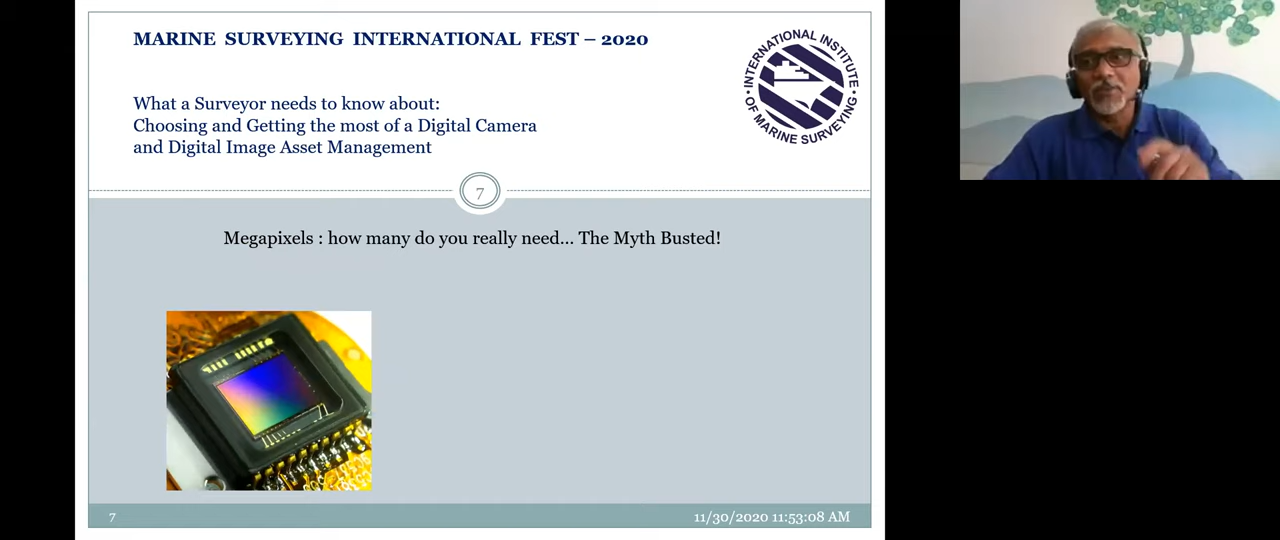 MARINE SURVEYING INTERNATIONAL FEST – 2020
INTERNATIONAL INSTITUTE
OF MARINE SURVEYING
What a Surveyor needs to know about:
Choosing and Getting the most of a Digital Camera
and Digital Image Asset Management
7
Megapixels : how many do you really need... The Myth Busted!
7
11/30/2020 11:53:08 AM